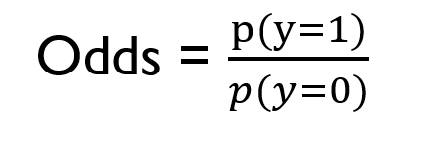 Odds = p(y=1) / p(y=0)